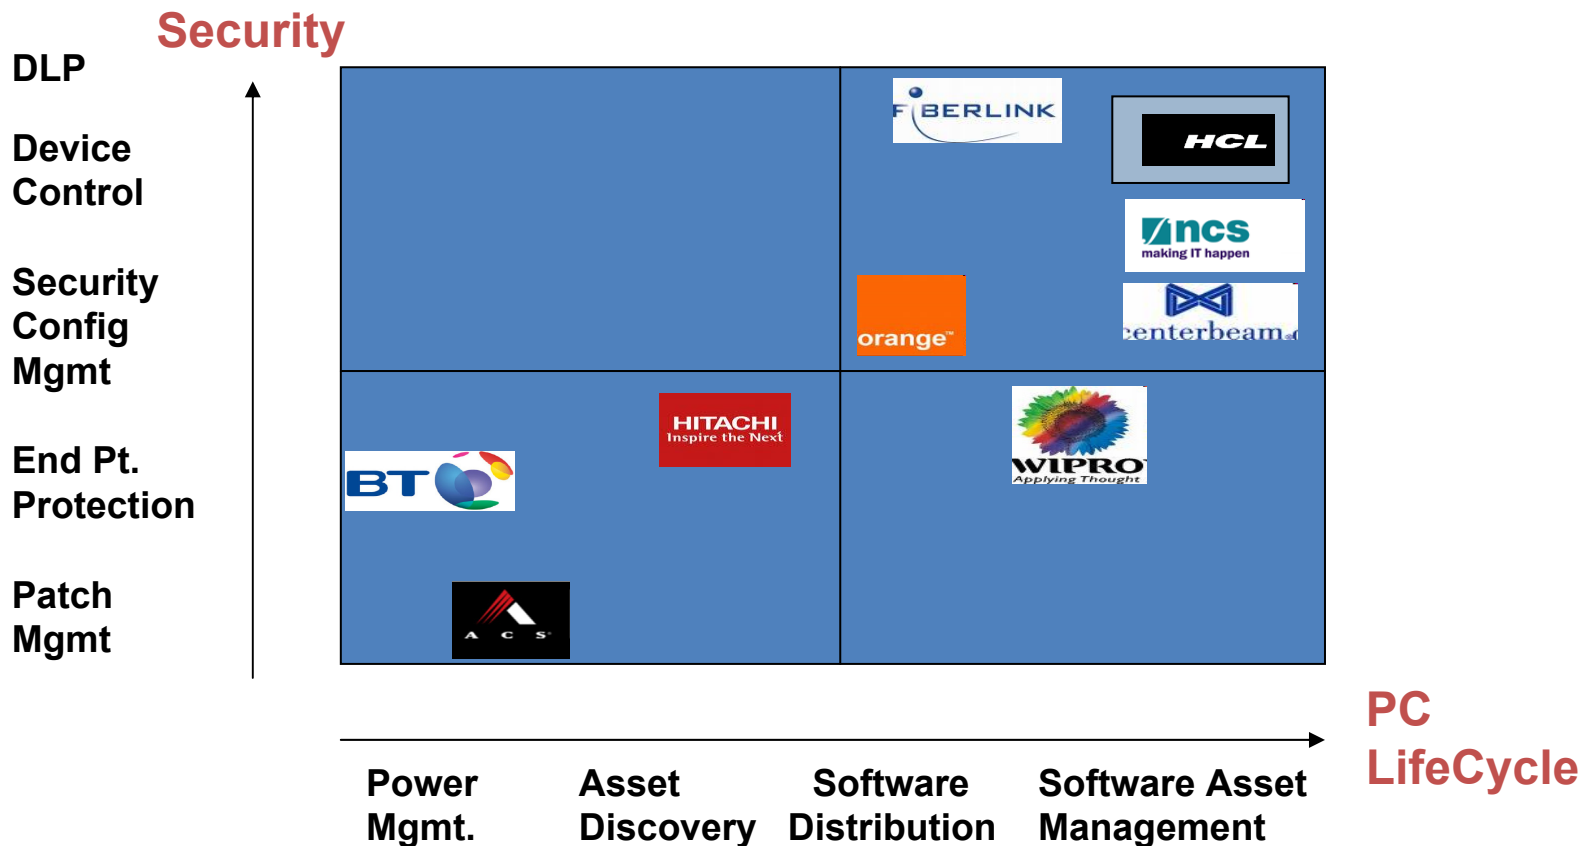 Security
DLP
Device
Control
Security
Config
Mgmt
End Pt.
Protection
Patch
Mgmt
FIBERLINK
HCL
ncs
making IT happen
orange™
centerbeam.
HITACHI
Inspire the Next
BT
WIPRO
Applying Thought
A C S
PC
LifeCycle
Power
Mgmt.
Asset
Discovery
Software
Distribution
Software Asset
Management